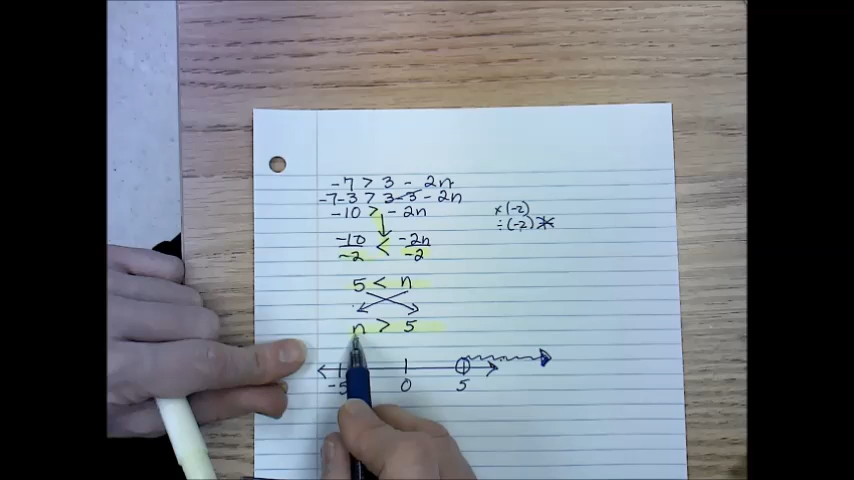 -7 > 3 - 2n
-7-3 > 3-3 - 2n
-10 > -2n
×(-2)
÷(-2) *
-10 < -2n
-2 -2
5 < n
n > 5
-5 0 5